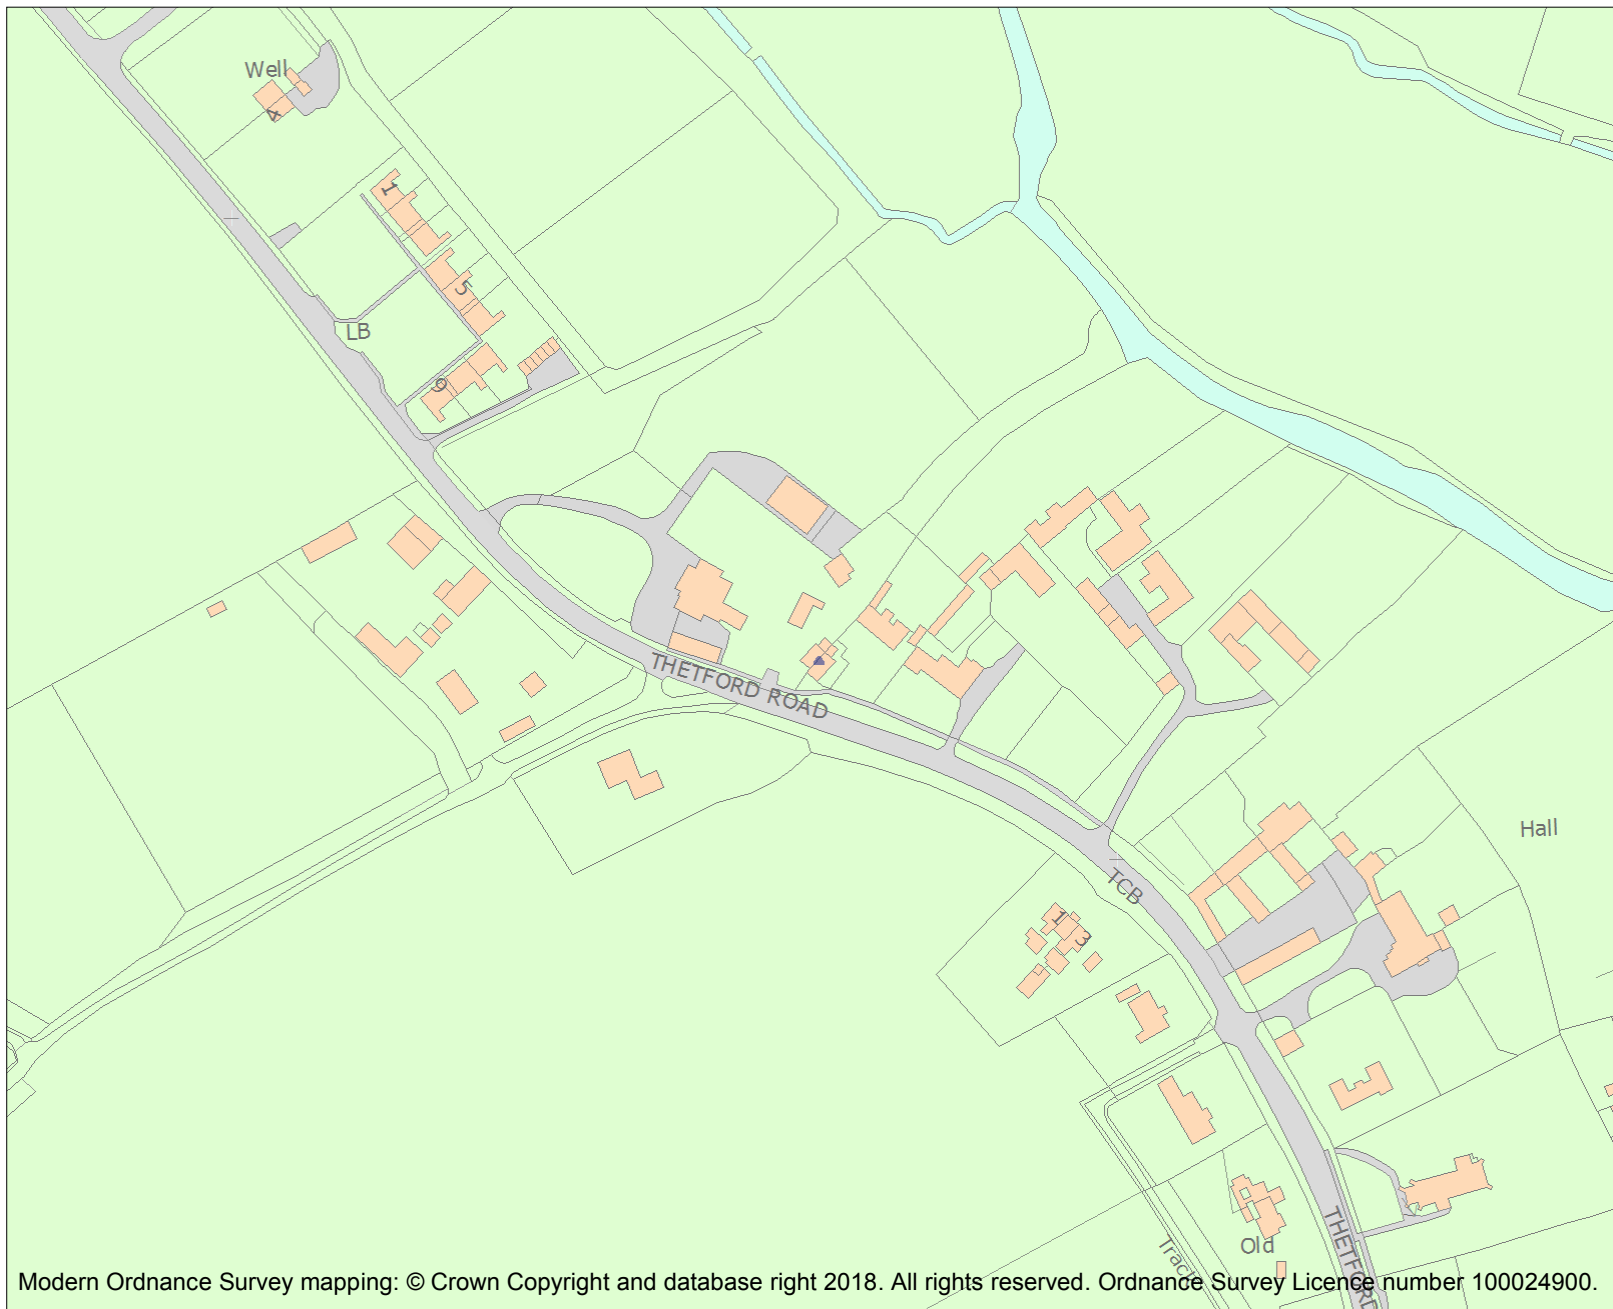 Well
4
1
5
LB
9
THETFORD ROAD
Hall
TCB
1
3
Old
Track
THETFORD
Modern Ordnance Survey mapping: © Crown Copyright and database right 2018. All rights reserved. Ordnance Survey Licence number 100024900.